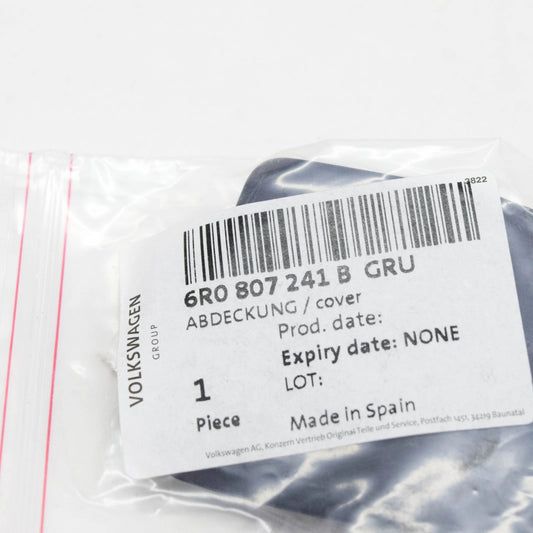 2822
6R0 807 241 B GRU
ABDECKUNG / cover
Prod. date:
Expiry date: NONE
LOT:
1
Piece
Made in Spain
Volkswagen AG, Konzern Vertrieb Original Teile und Service, Postfach 1451, 34219 Baunatal
VOLKSWAGEN
GROUP